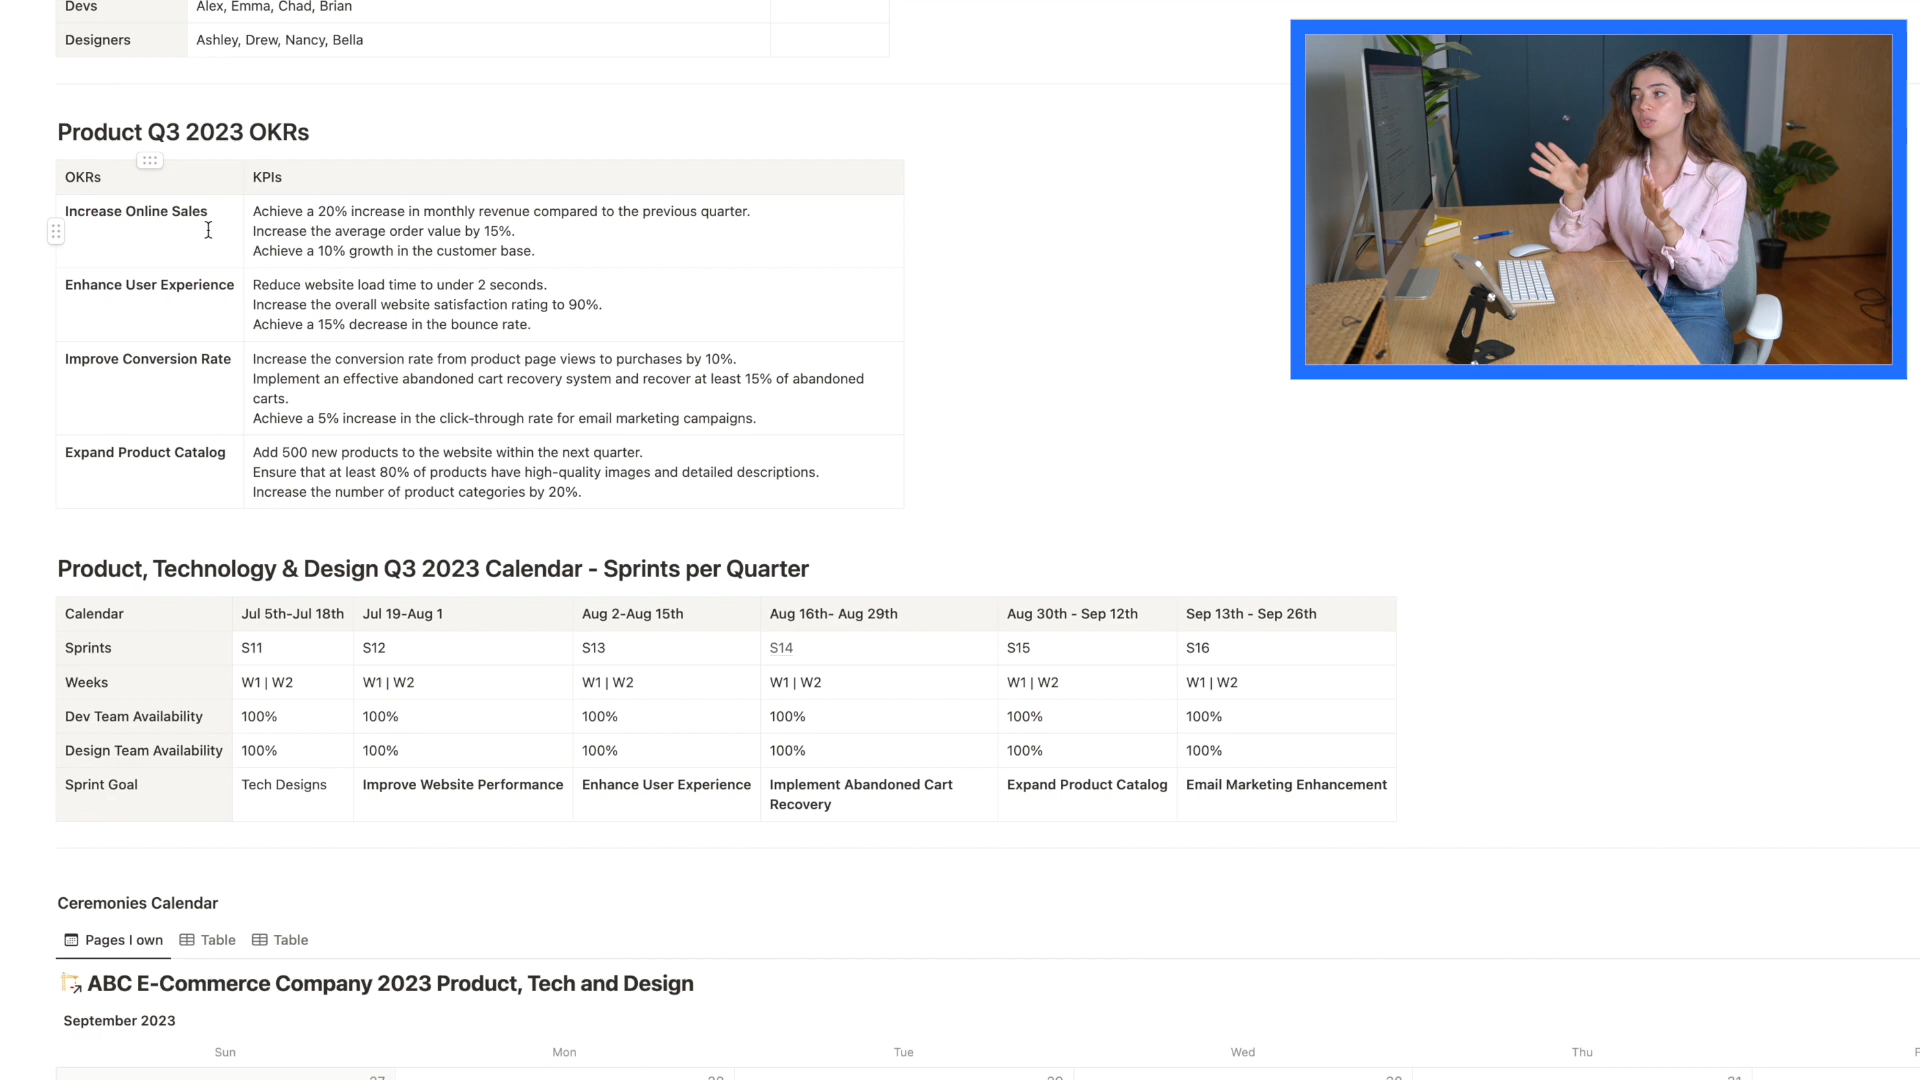 Devs Alex, Emma, Chad, Brian
Designers Ashley, Drew, Nancy, Bella
Product Q3 2023 OKRs
OKRs KPIs
Increase Online Sales Achieve a 20% increase in monthly revenue compared to the previous quarter.
Increase the average order value by 15%.
Achieve a 10% growth in the customer base.
Enhance User Experience Reduce website load time to under 2 seconds.
Increase the overall website satisfaction rating to 90%.
Achieve a 15% decrease in the bounce rate.
Improve Conversion Rate Increase the conversion rate from product page views to purchases by 10%.
Implement an effective abandoned cart recovery system and recover at least 15% of abandoned
carts.
Achieve a 5% increase in the click-through rate for email marketing campaigns.
Expand Product Catalog Add 500 new products to the website within the next quarter.
Ensure that at least 80% of products have high-quality images and detailed descriptions.
Increase the number of product categories by 20%.
Product, Technology & Design Q3 2023 Calendar - Sprints per Quarter
Calendar Jul 5th-Jul 18th Jul 19-Aug 1 Aug 2-Aug 15th Aug 16th- Aug 29th Aug 30th - Sep 12th Sep 13th - Sep 26th
Sprints S11 S12 S13 S14 S15 S16
Weeks W1 | W2 W1 | W2 W1 | W2 W1 | W2 W1 | W2 W1 | W2
Dev Team Availability 100% 100% 100% 100% 100% 100%
Design Team Availability 100% 100% 100% 100% 100% 100%
Sprint Goal Tech Designs Improve Website Performance Enhance User Experience Implement Abandoned Cart Expand Product Catalog Email Marketing Enhancement
Recovery
Ceremonies Calendar
Pages I own Table Table
ABC E-Commerce Company 2023 Product, Tech and Design
September 2023
Sun Mon Tue Wed Thu